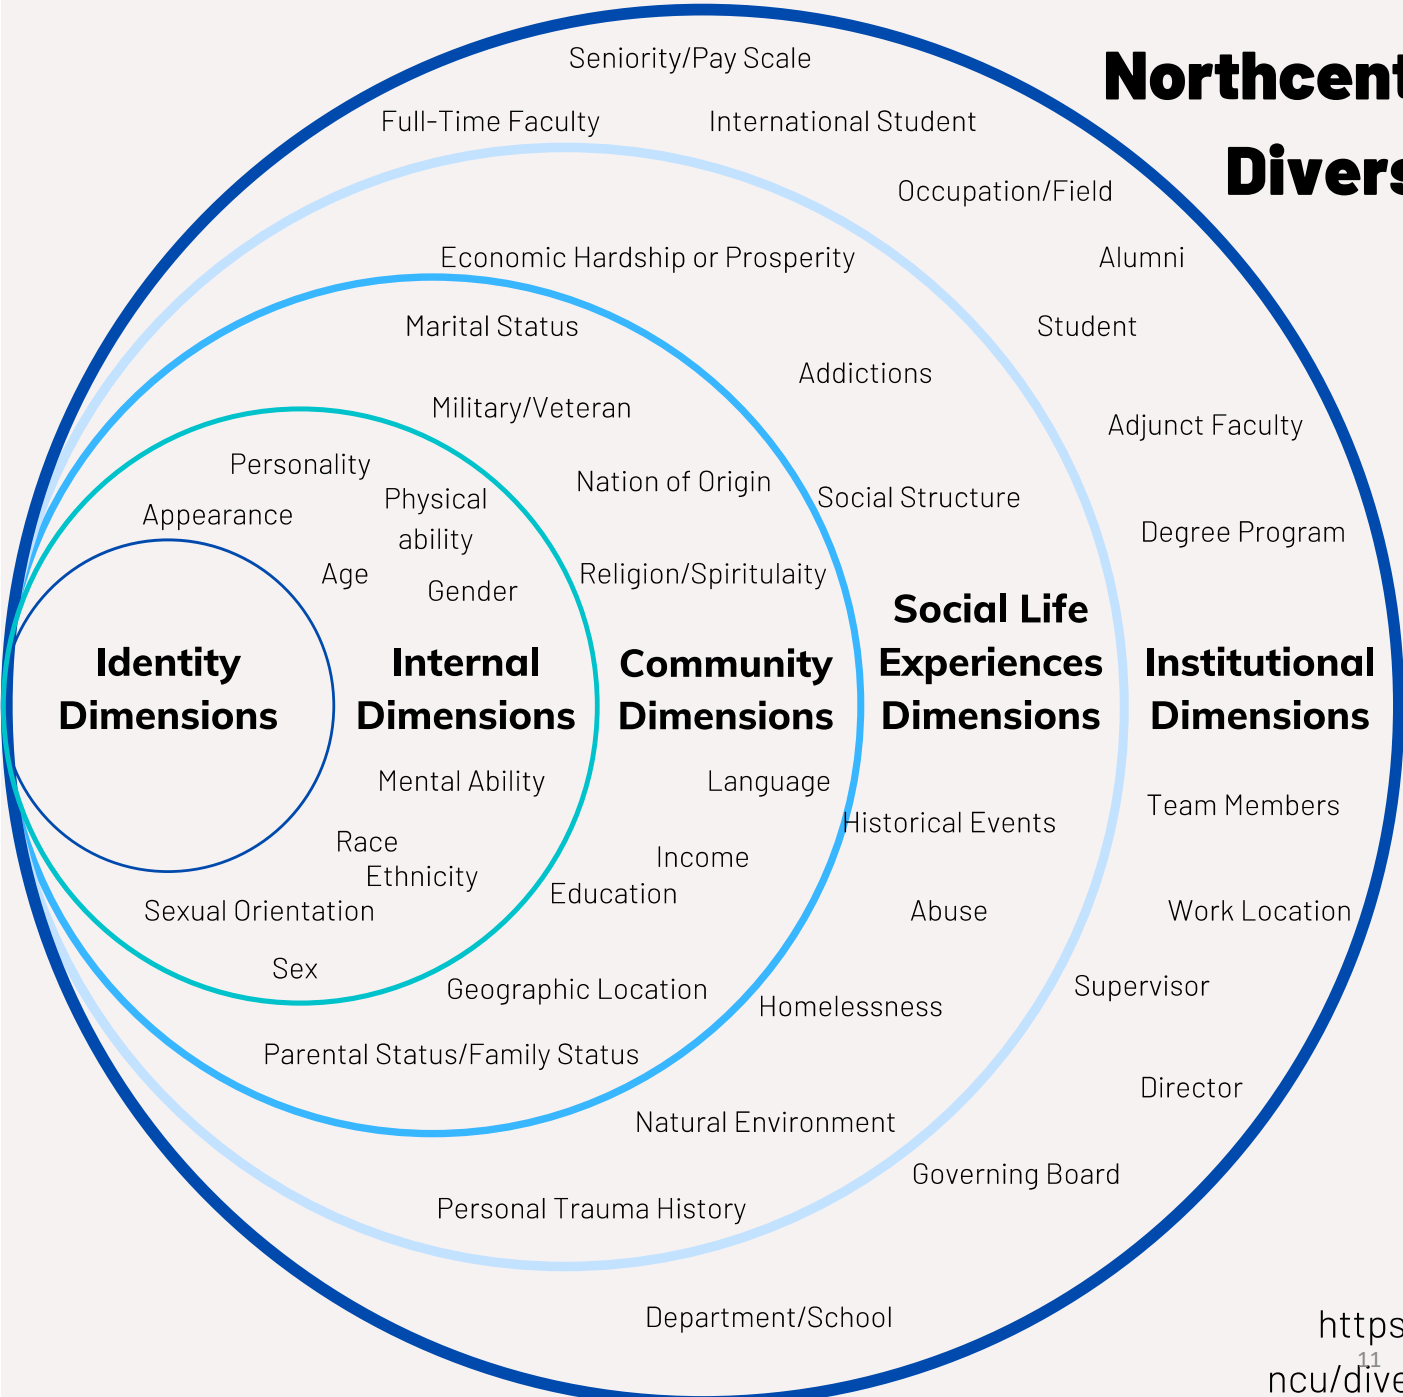 Northcent
Divers
Seniority/Pay Scale
Full-Time Faculty
International Student
Occupation/Field
Alumni
Student
Adjunct Faculty
Degree Program
Institutional
Dimensions
Team Members
Work Location
Supervisor
Director
Governing Board
Department/School
Economic Hardship or Prosperity
Addictions
Social Structure
Social Life
Experiences
Dimensions
Historical Events
Abuse
Homelessness
Natural Environment
Personal Trauma History
Marital Status
Military/Veteran
Nation of Origin
Religion/Spiritulaity
Community
Dimensions
Language
Income
Education
Geographic Location
Parental Status/Family Status
Personality
Appearance
Physical
ability
Age
Gender
Internal
Dimensions
Mental Ability
Race
Ethnicity
Sexual Orientation
Sex
Identity
Dimensions
https
11
ncu/dive